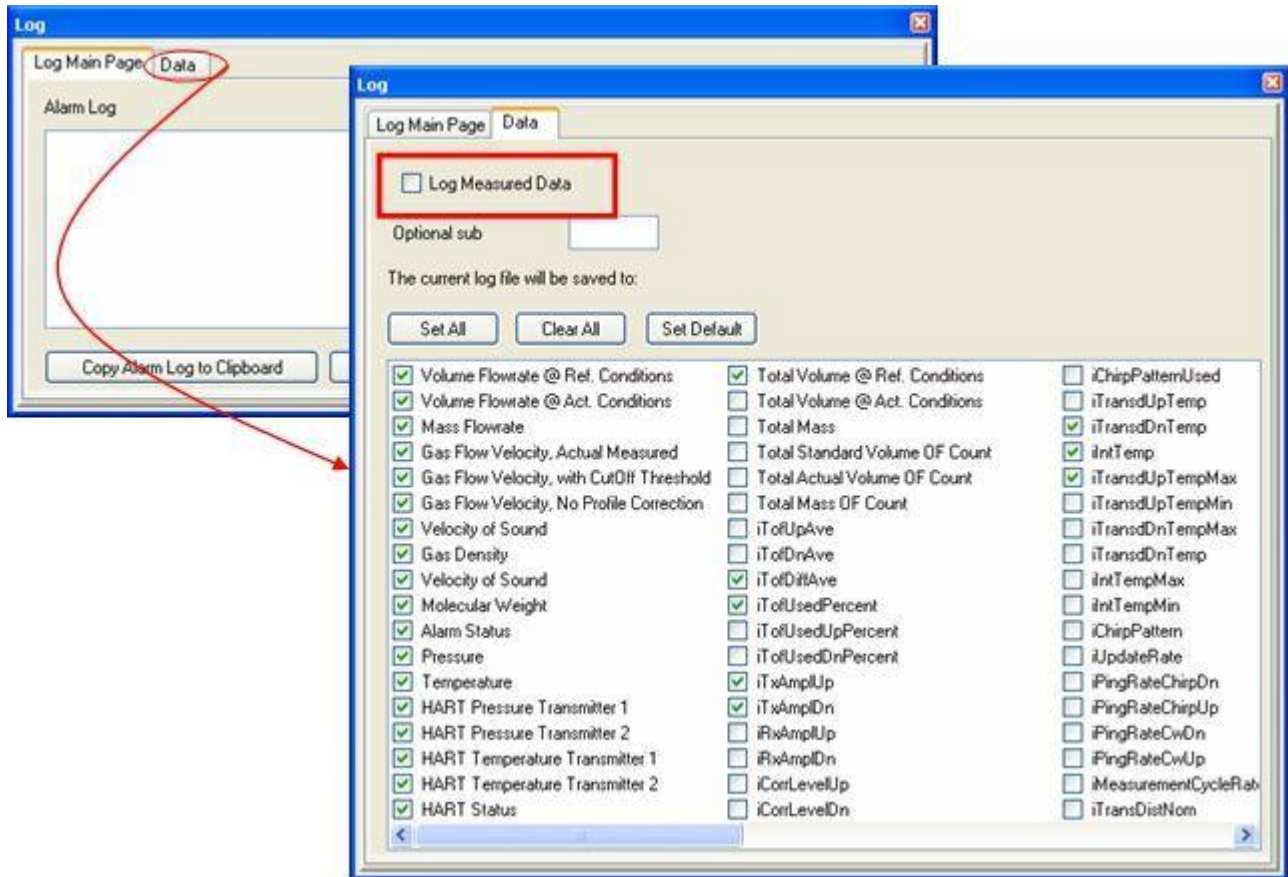 Log
Log Main Page Data
Alarm Log
Copy Alarm Log to Clipboard
Log
Log Main Page Data
Log Measured Data
Optional sub
The current log file will be saved to:
Set All Clear All Set Default
Volume Flowrate @ Ref. Conditions Total Volume @ Ref. Conditions iChirpPatternUsed
Volume Flowrate @ Act. Conditions Total Volume @ Act. Conditions iTransdUpTemp
Mass Flowrate Total Mass iTransdDnTemp
Gas Flow Velocity, Actual Measured Total Standard Volume OF Count iIntTemp
Gas Flow Velocity, with CutOff Threshold Total Actual Volume OF Count iTransdUpTempMax
Gas Flow Velocity, No Profile Correction Total Mass OF Count iTransdUpTempMin
Velocity of Sound iTofUpAve iTransdDnTempMax
Gas Density iTofDnAve iTransdDnTemp
Velocity of Sound iTofDiffAve iIntTempMax
Molecular Weight iTofUsedPercent iIntTempMin
Alarm Status iTofUsedUpPercent iChirpPattern
Pressure iTofUsedDnPercent iUpdateRate
Temperature iTxAmplUp iPingRateChirpDn
HART Pressure Transmitter 1 iTxAmplDn iPingRateChirpUp
HART Pressure Transmitter 2 iRxAmplUp iPingRateCwDn
HART Temperature Transmitter 1 iRxAmplDn iPingRateCwUp
HART Temperature Transmitter 2 iCorrLevelUp iMeasurementCycleRat
HART Status iCorrLevelDn iTransDistNom